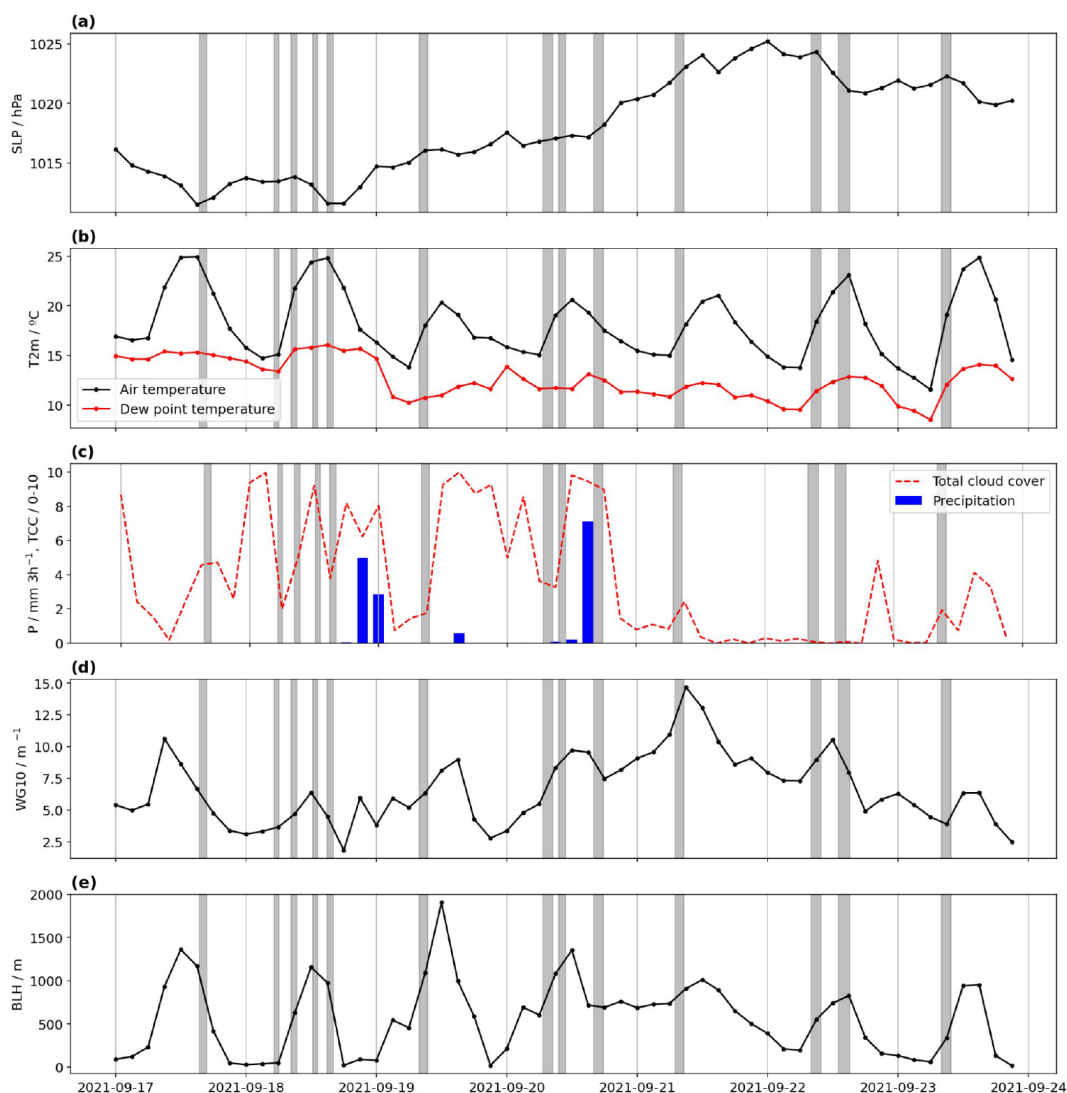 (a)
1025
1020
1015
SLP / hPa
(b)
25
20
15
10
T2m / ºC
Air temperature
Dew point temperature
(c)
10
8
6
4
2
0
P / mm 3h⁻¹, TCC / 0-10
Total cloud cover
Precipitation
(d)
15.0
12.5
10.0
7.5
5.0
2.5
WG10 / m ⁻¹
(e)
2000
1500
1000
500
0
BLH / m
2021-09-17 2021-09-18 2021-09-19 2021-09-20 2021-09-21 2021-09-22 2021-09-23 2021-09-24